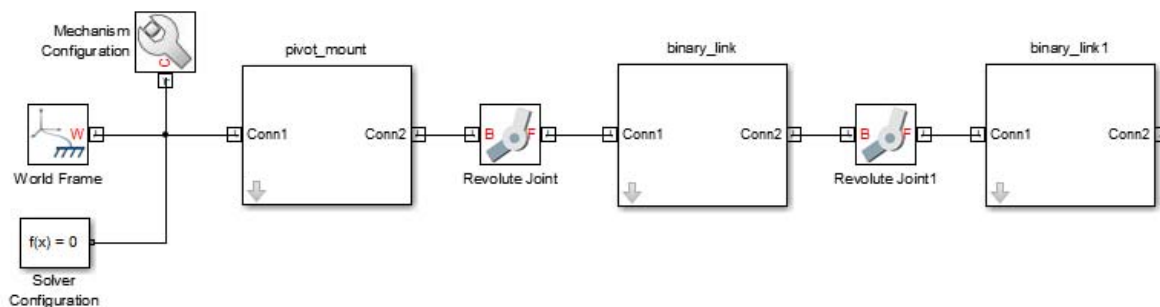 Mechanism
Configuration
C
pivot_mount
binary_link
binary_link1
W
Conn1
Conn2
B
F
Conn1
Conn2
B
F
Conn1
Conn2
World Frame
Revolute Joint
Revolute Joint1
f(x) = 0
Solver
Configuration